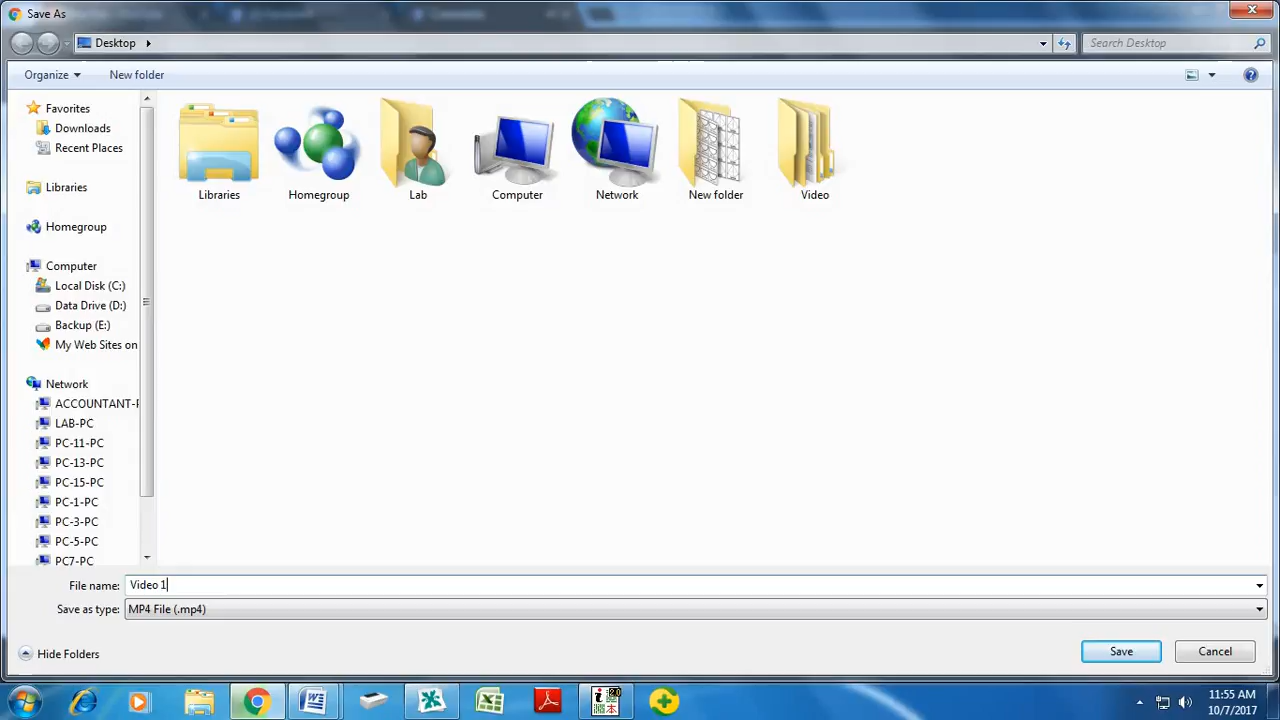 Save As
Desktop
Search Desktop
Organize
New folder
Favorites
Downloads
Recent Places
Libraries
Homegroup
Computer
Local Disk (C:)
Data Drive (D:)
Backup (E:)
My Web Sites on
Network
ACCOUNTANT-
LAB-PC
PC-11-PC
PC-13-PC
PC-15-PC
PC-1-PC
PC-3-PC
PC-5-PC
PC7-PC
Libraries
Homegroup
Lab
Computer
Network
New folder
Video
File name: Video 1
Save as type: MP4 File (.mp4)
Hide Folders
Save
Cancel
11:55 AM
10/7/2017